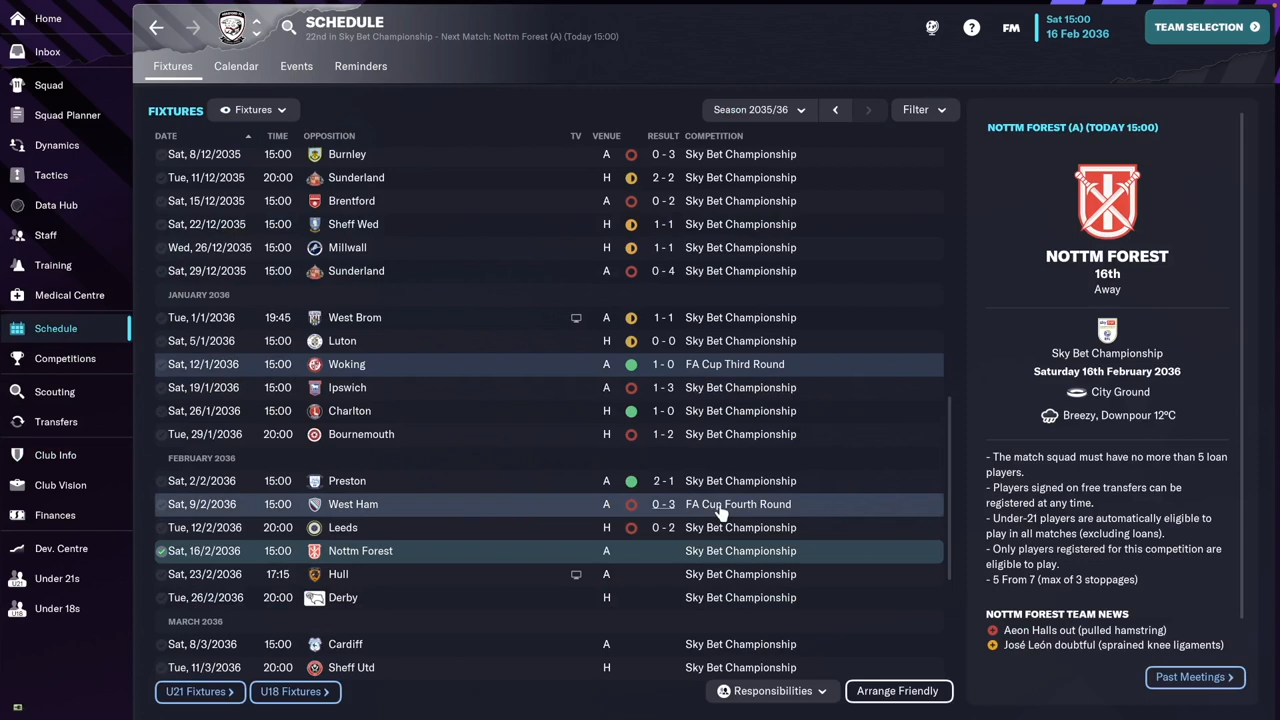 Home
Inbox
Squad
Squad Planner
Dynamics
Tactics
Data Hub
Staff
Training
Medical Centre
Schedule
Competitions
Scouting
Transfers
Club Info
Club Vision
Finances
Dev. Centre
U21 Under 21s
U18 Under 18s
SCHEDULE
22nd in Sky Bet Championship - Next Match: Nottm Forest (A) (Today 15:00)
FM
Sat 15:00
16 Feb 2036
TEAM SELECTION
Fixtures Calendar Events Reminders
FIXTURES Fixtures Season 2035/36 Filter
DATE TIME OPPOSITION TV VENUE RESULT COMPETITION
Sat, 8/12/2035 15:00 Burnley A 0 - 3 Sky Bet Championship
Tue, 11/12/2035 20:00 Sunderland H 2 - 2 Sky Bet Championship
Sat, 15/12/2035 15:00 Brentford A 0 - 2 Sky Bet Championship
Sat, 22/12/2035 15:00 Sheff Wed H 1 - 1 Sky Bet Championship
Wed, 26/12/2035 15:00 Millwall H 1 - 1 Sky Bet Championship
Sat, 29/12/2035 15:00 Sunderland A 0 - 4 Sky Bet Championship
JANUARY 2036
Tue, 1/1/2036 19:45 West Brom A 1 - 1 Sky Bet Championship
Sat, 5/1/2036 15:00 Luton H 0 - 0 Sky Bet Championship
Sat, 12/1/2036 15:00 Woking A 1 - 0 FA Cup Third Round
Sat, 19/1/2036 15:00 Ipswich A 1 - 3 Sky Bet Championship
Sat, 26/1/2036 15:00 Charlton H 1 - 0 Sky Bet Championship
Tue, 29/1/2036 20:00 Bournemouth H 1 - 2 Sky Bet Championship
FEBRUARY 2036
Sat, 2/2/2036 15:00 Preston A 2 - 1 Sky Bet Championship
Sat, 9/2/2036 15:00 West Ham A 0 - 3 FA Cup Fourth Round
Tue, 12/2/2036 20:00 Leeds H 0 - 2 Sky Bet Championship
Sat, 16/2/2036 15:00 Nottm Forest A Sky Bet Championship
Sat, 23/2/2036 17:15 Hull A Sky Bet Championship
Tue, 26/2/2036 20:00 Derby H Sky Bet Championship
MARCH 2036
Sat, 8/3/2036 15:00 Cardiff A Sky Bet Championship
Tue, 11/3/2036 20:00 Sheff Utd H Sky Bet Championship
U21 Fixtures U18 Fixtures Responsibilities Arrange Friendly
NOTTM FOREST (A) (TODAY 15:00)
NOTTM FOREST
16th
Away
Sky Bet Championship
Saturday 16th February 2036
City Ground
Breezy, Downpour 12°C
- The match squad must have no more than 5 loan
players.
- Players signed on free transfers can be
registered at any time.
- Under-21 players are automatically eligible to
play in all matches (excluding loans).
- Only players registered for this competition are
eligible to play.
- 5 From 7 (max of 3 stoppages)
NOTTM FOREST TEAM NEWS
Aeon Halls out (pulled hamstring)
José León doubtful (sprained knee ligaments)
Past Meetings